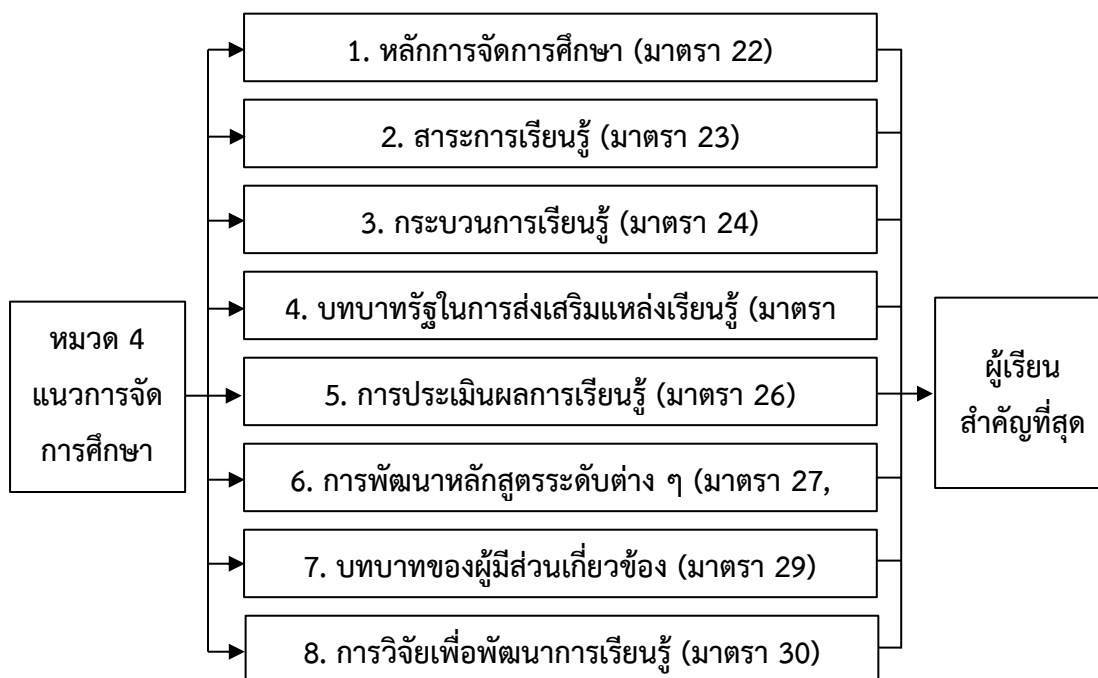 1. หลักการจัดการศึกษา (มาตรา 22)
2. สาระการเรียนรู้ (มาตรา 23)
3. กระบวนการเรียนรู้ (มาตรา 24)
4. บทบาทรัฐในการส่งเสริมแหล่งเรียนรู้ (มาตรา
หมวด 4
แนวการจัด
การศึกษา
5. การประเมินผลการเรียนรู้ (มาตรา 26)
ผู้เรียน
สำคัญที่สุด
6. การพัฒนาหลักสูตรระดับต่าง ๆ (มาตรา 27,
7. บทบาทของผู้มีส่วนเกี่ยวข้อง (มาตรา 29)
8. การวิจัยเพื่อพัฒนาการเรียนรู้ (มาตรา 30)